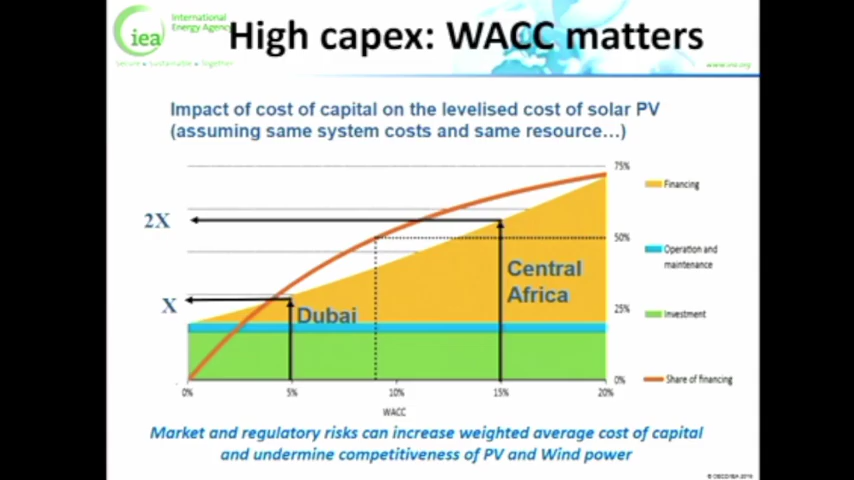 iea
International
Energy Agency
Secure • Sustainable • Together
High capex: WACC matters
www.iea.org
Impact of cost of capital on the levelised cost of solar PV
(assuming same system costs and same resource…)
75%
Financing
2X
50%
Operation and
maintenance
Central
Africa
X
Dubai
25%
Investment
0%
Share of financing
0%
5%
10%
15%
20%
WACC
Market and regulatory risks can increase weighted average cost of capital
and undermine competitiveness of PV and Wind power